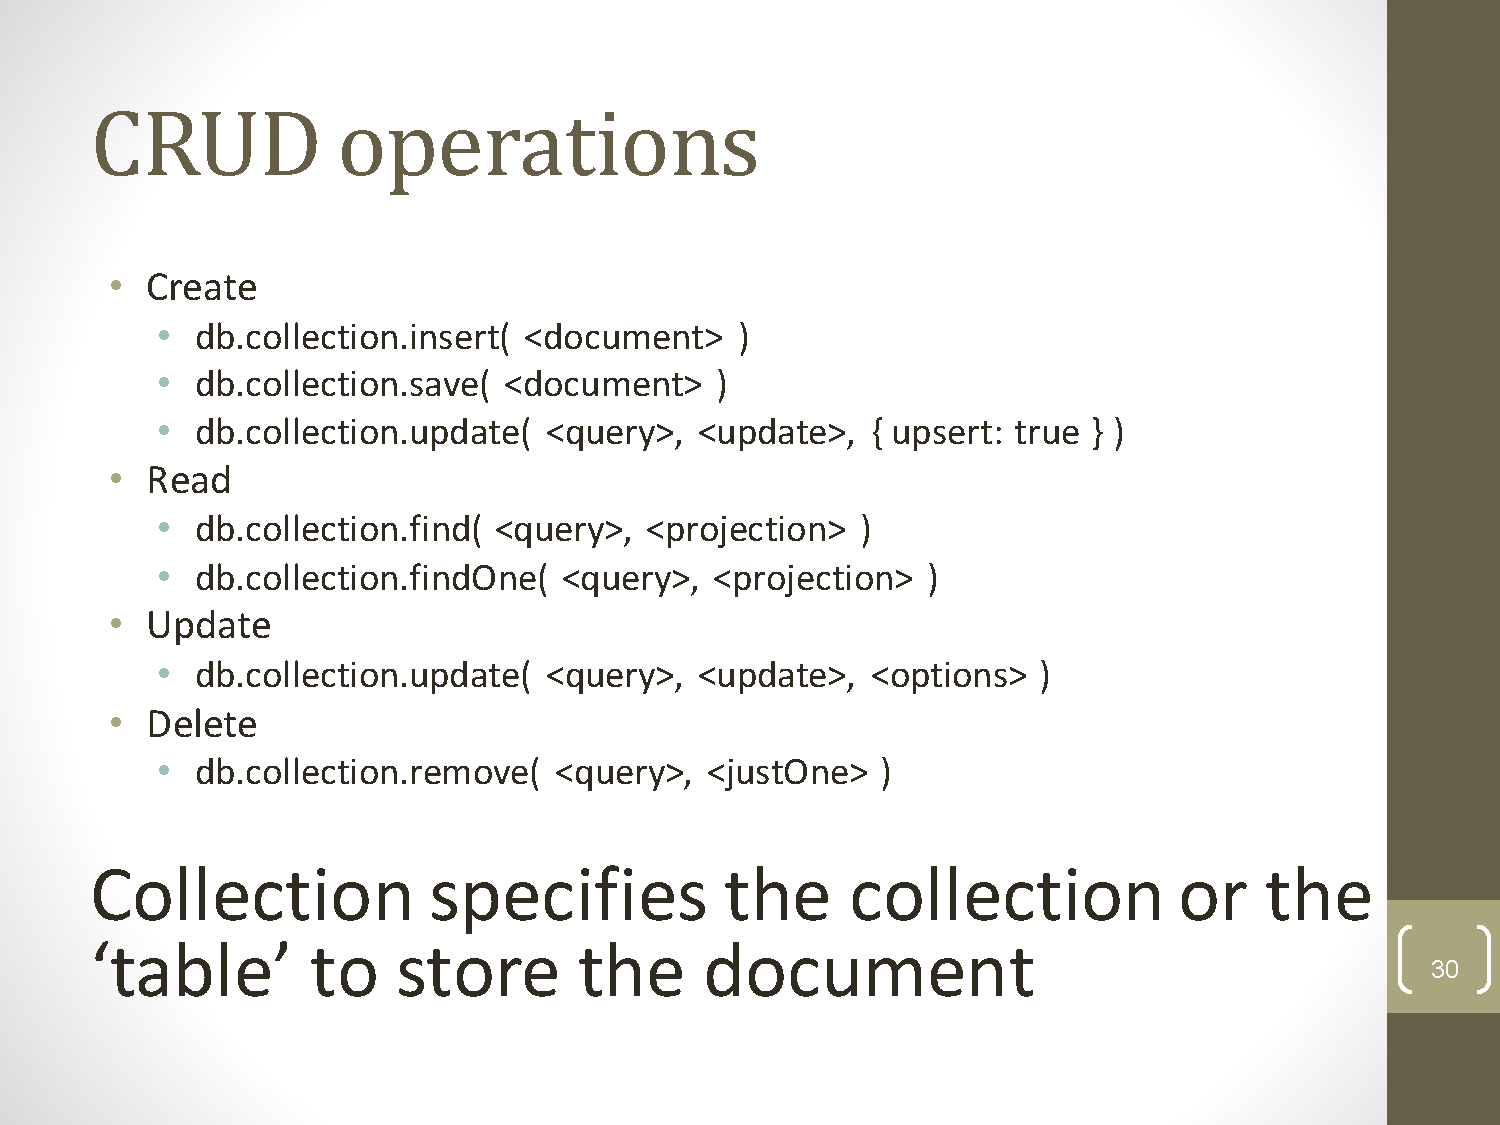 CRUD operations
• Create
• db.collection.insert( <document> )
• db.collection.save( <document> )
• db.collection.update( <query>, <update>, { upsert: true } )
• Read
• db.collection.find( <query>, <projection> )
• db.collection.findOne( <query>, <projection> )
• Update
• db.collection.update( <query>, <update>, <options> )
• Delete
• db.collection.remove( <query>, <justOne> )
Collection specifies the collection or the
‘table’ to store the document
30